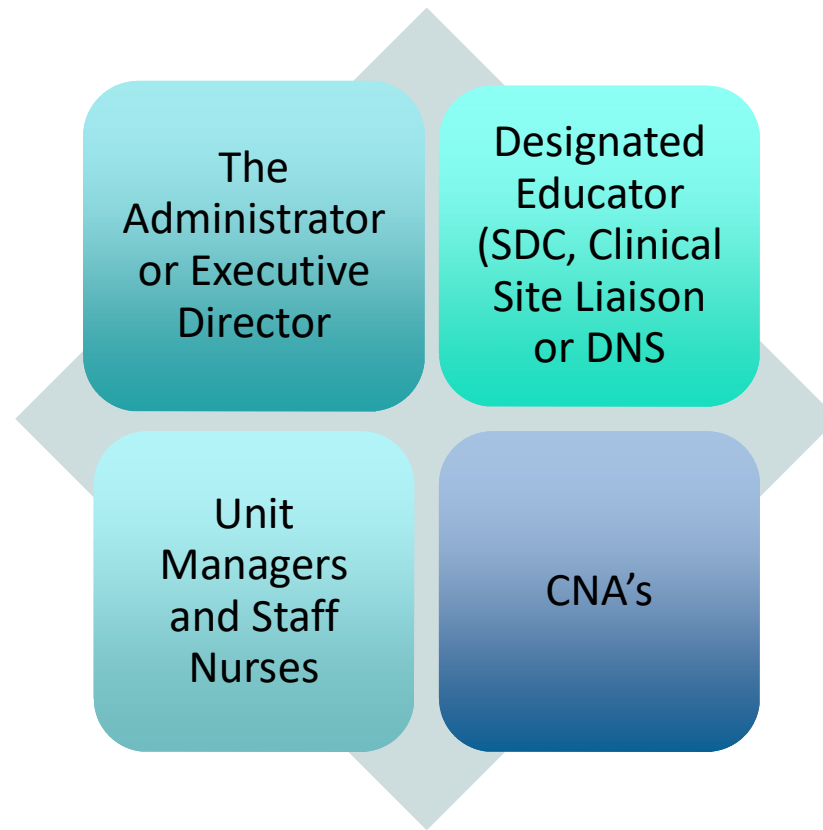 The
Administrator
or Executive
Director
Designated
Educator
(SDC, Clinical
Site Liaison
or DNS
Unit
Managers
and Staff
Nurses
CNA’s